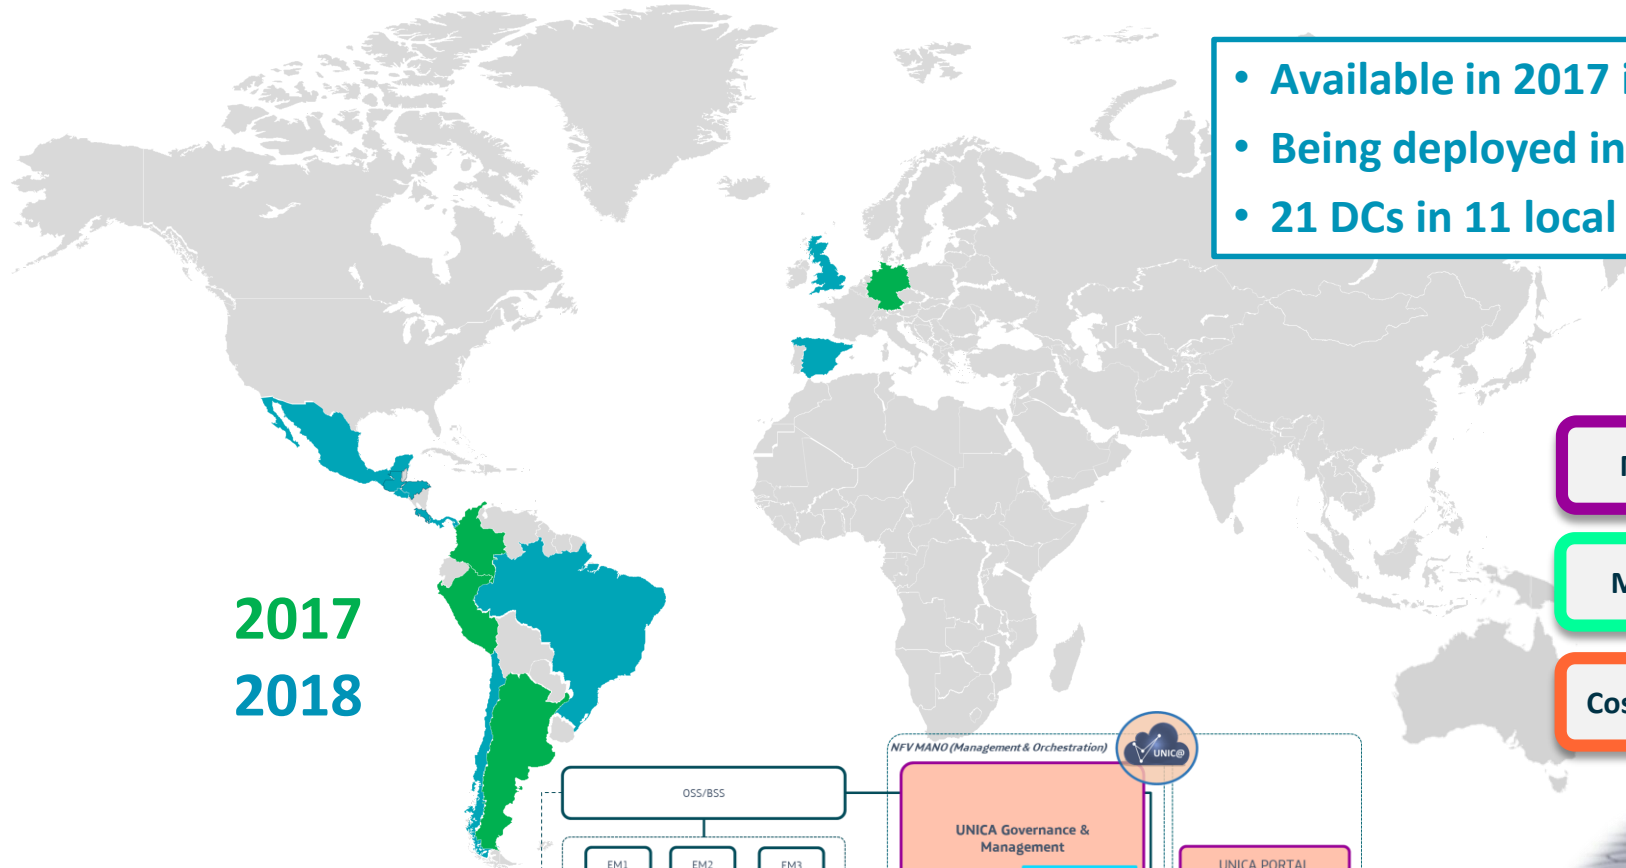 • Available in 2017 i
• Being deployed in
• 21 DCs in 11 local
2017
2018
M
Cos
NFV MANO (Management & Orchestration)
UNIC@
OSS/BSS
UNICA Governance &
Management
EM1
EM2
EM3
UNICA PORTAL